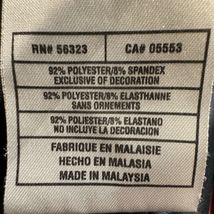 RN# 56323 CA# 05553
92% POLYESTER/8% SPANDEX
EXCLUSIVE OF DECORATION
92% POLYESTER/8% ELASTHANNE
SANS ORNEMENTS
92% POLYESTER/8% ELASTANO
NO INCLUYE LA DECORACION
FABRIQUE EN MALAISIE
HECHO EN MALASIA
MADE IN MALAYSIA